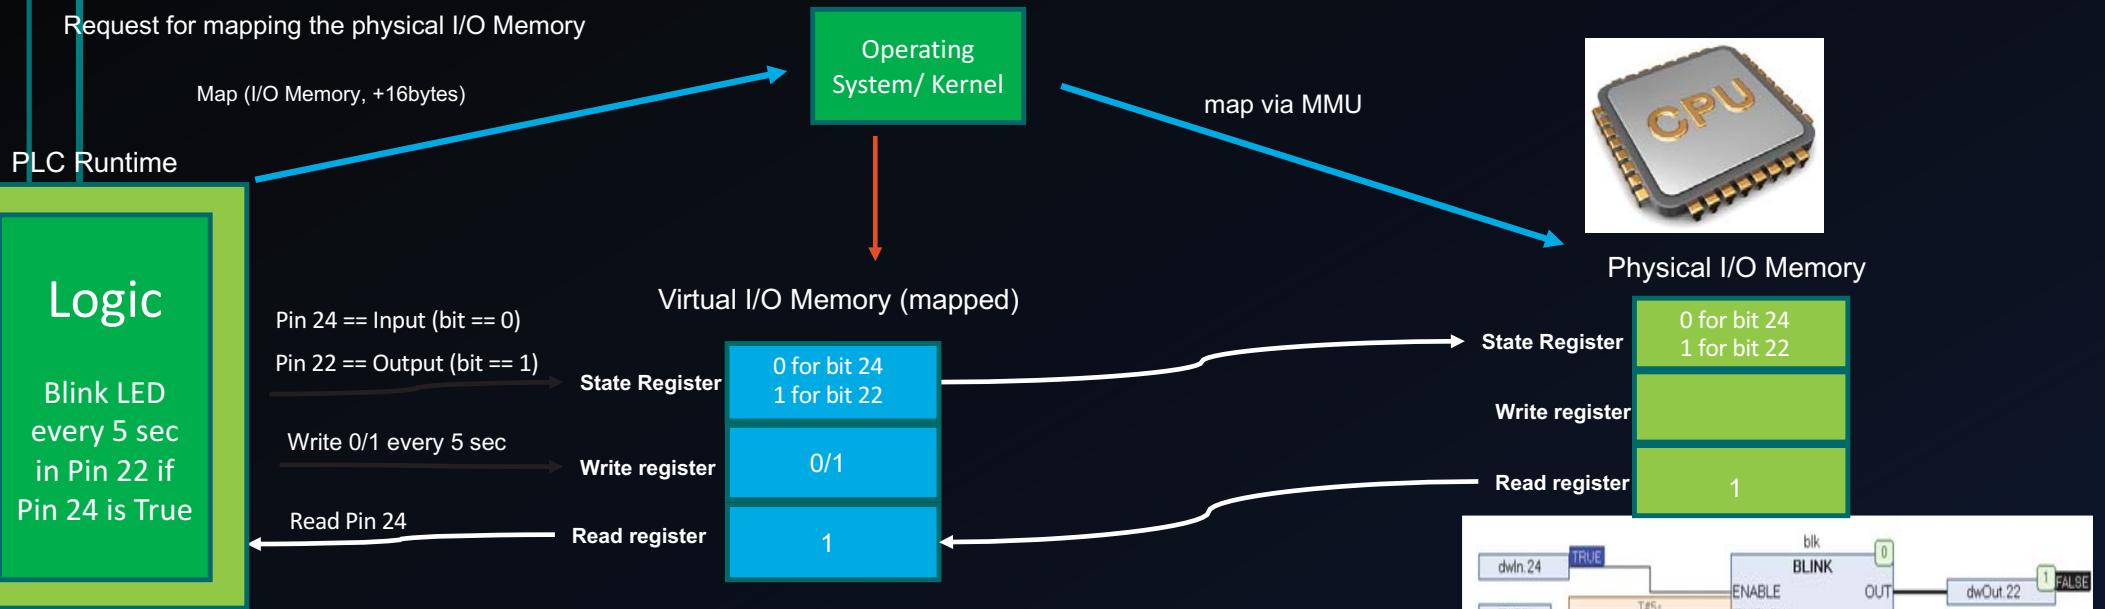 Request for mapping the physical I/O Memory
Map (I/O Memory, +16bytes)
Operating
System/ Kernel
map via MMU
CPU
PLC Runtime
Logic
Blink LED
every 5 sec
in Pin 22 if
Pin 24 is True
Pin 24 == Input (bit == 0)
Pin 22 == Output (bit == 1)
Write 0/1 every 5 sec
Read Pin 24
Virtual I/O Memory (mapped)
State Register
0 for bit 24
1 for bit 22
Write register
0/1
Read register
1
Physical I/O Memory
State Register
0 for bit 24
1 for bit 22
Write register
Read register
1
blk
BLINK
0
dwIn.24
TRUE
ENABLE
OUT
dwOut.22
1
FALSE